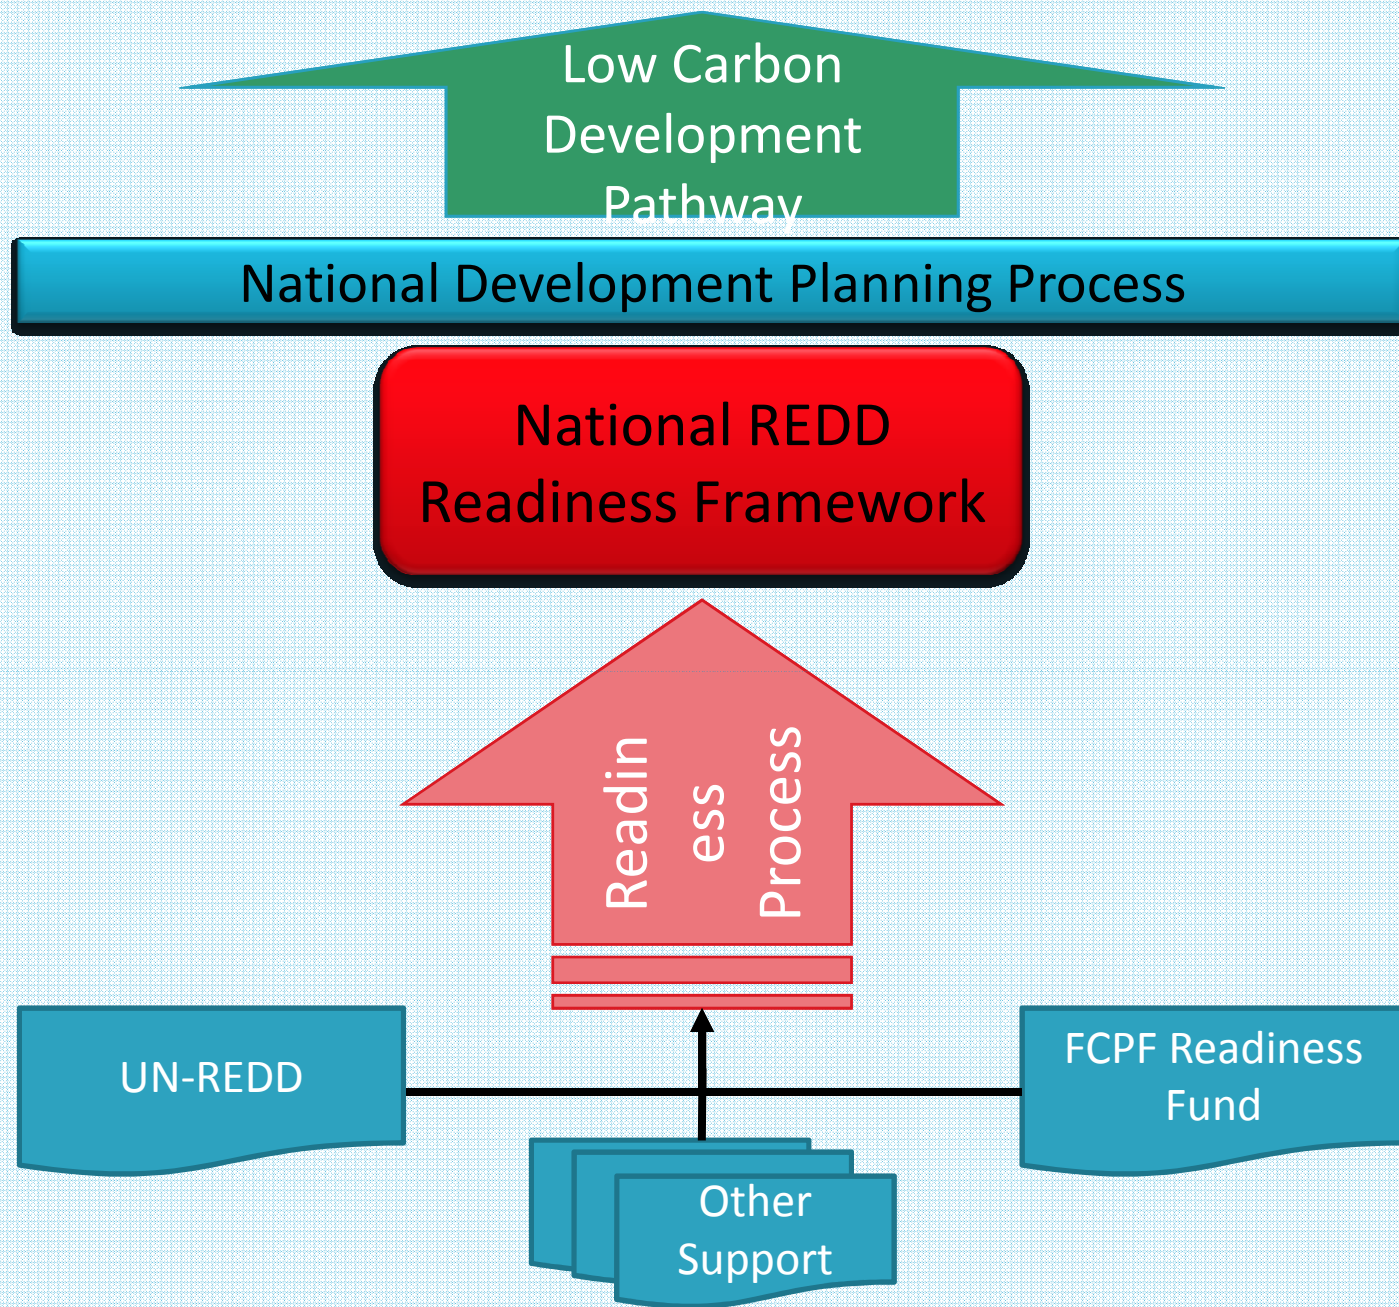 Low Carbon
Development
Pathway
National Development Planning Process
National REDD
Readiness Framework
Readin
ess
Process
UN-REDD
FCPF Readiness
Fund
Other
Support